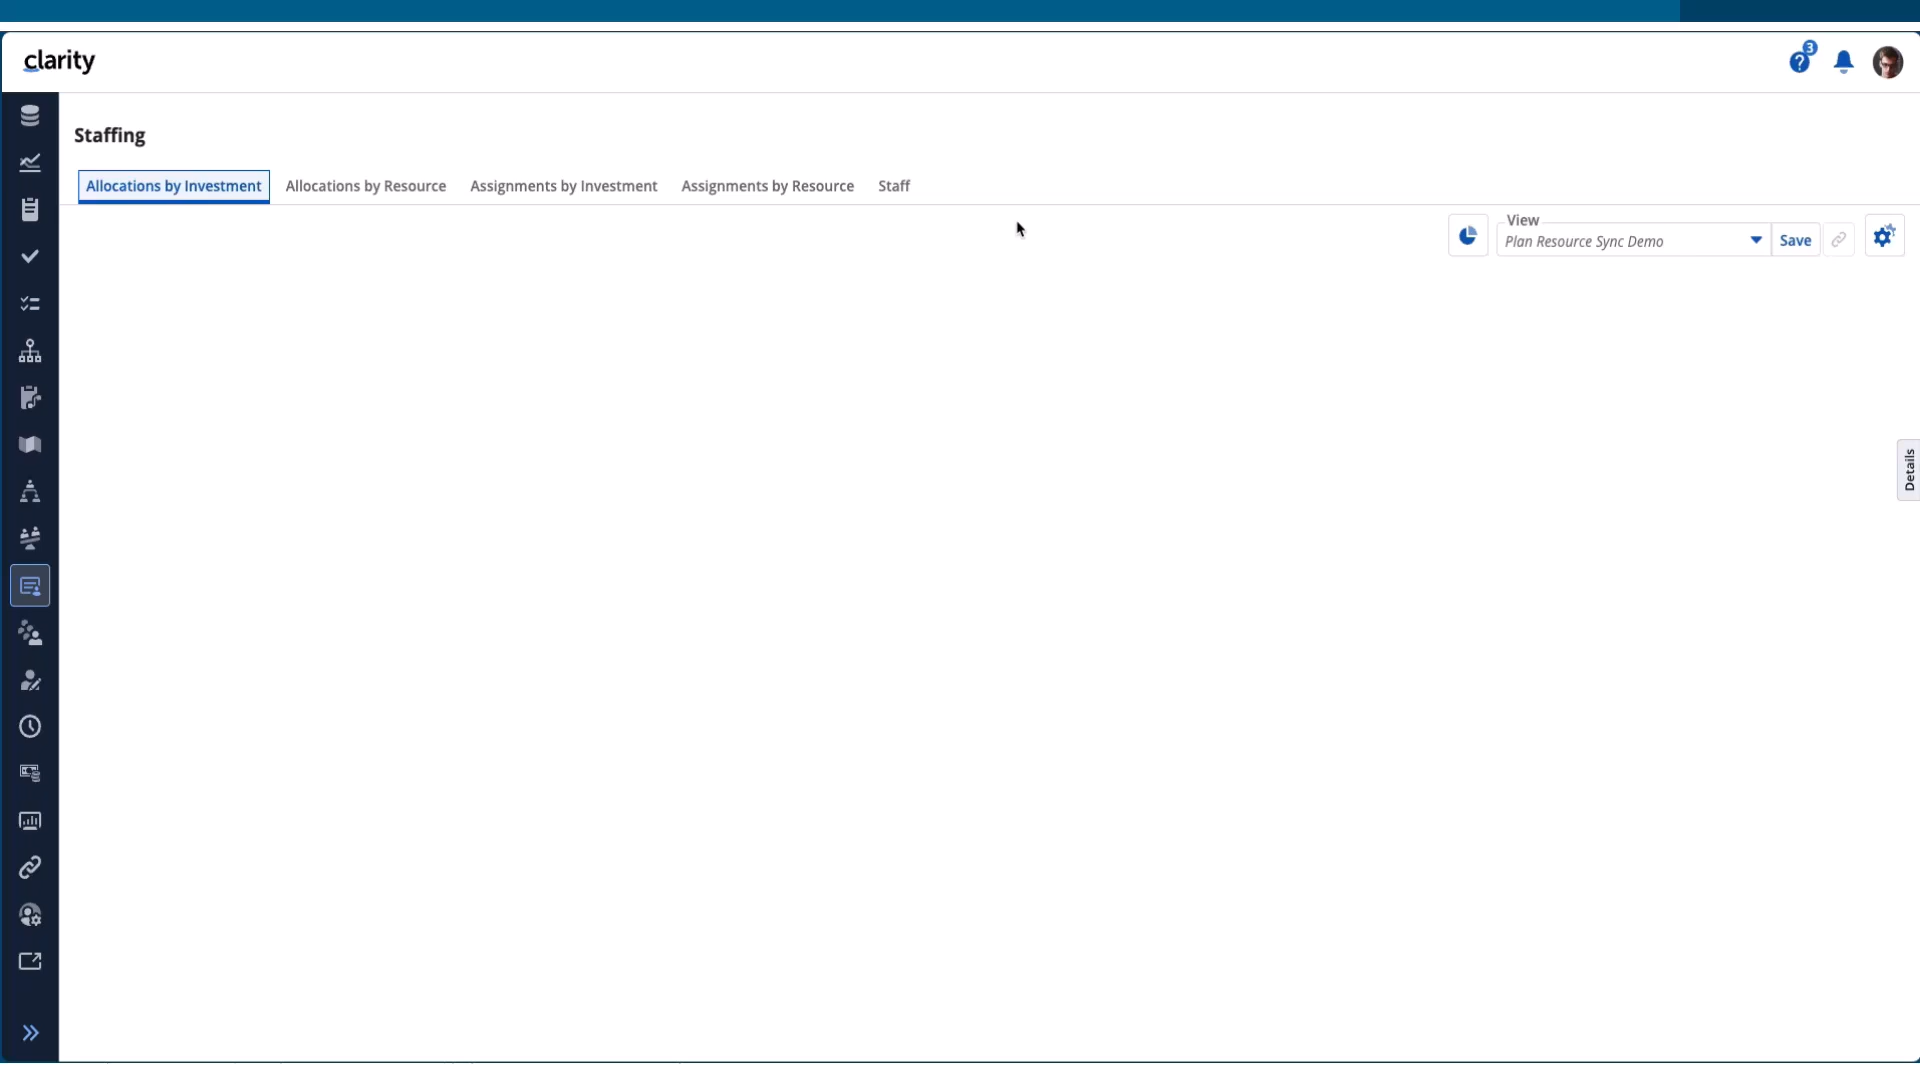 clarity
3
Staffing
Allocations by Investment Allocations by Resource Assignments by Investment Assignments by Resource Staff
View
Plan Resource Sync Demo Save
Details